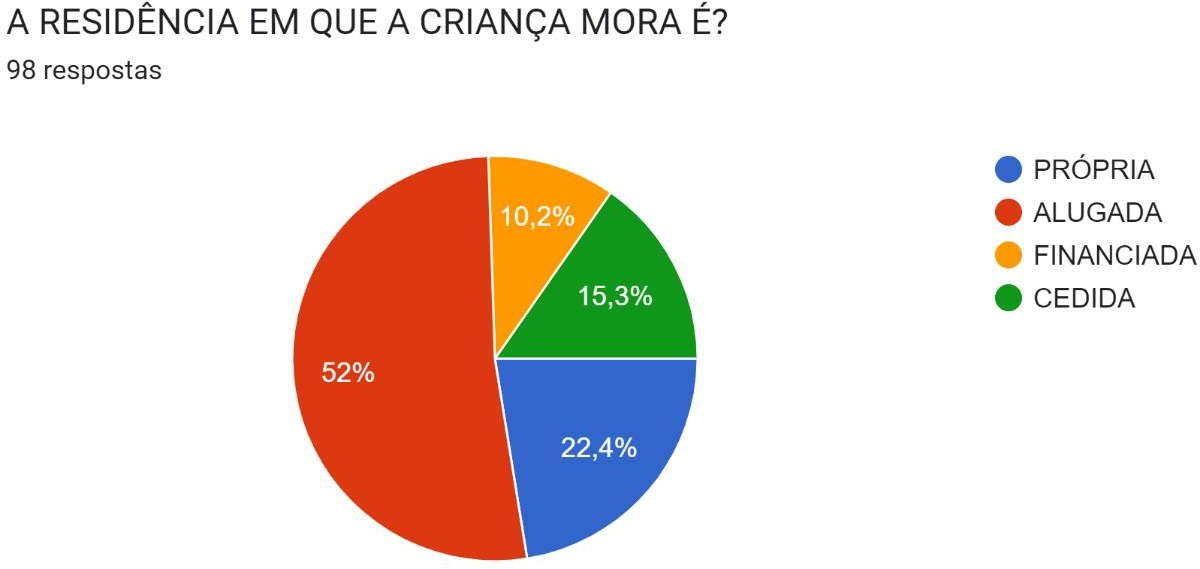 A RESIDÊNCIA EM QUE A CRIANÇA MORA É?
98 respostas
10,2%
15,3%
52%
22,4%
PRÓPRIA
ALUGADA
FINANCIADA
CEDIDA